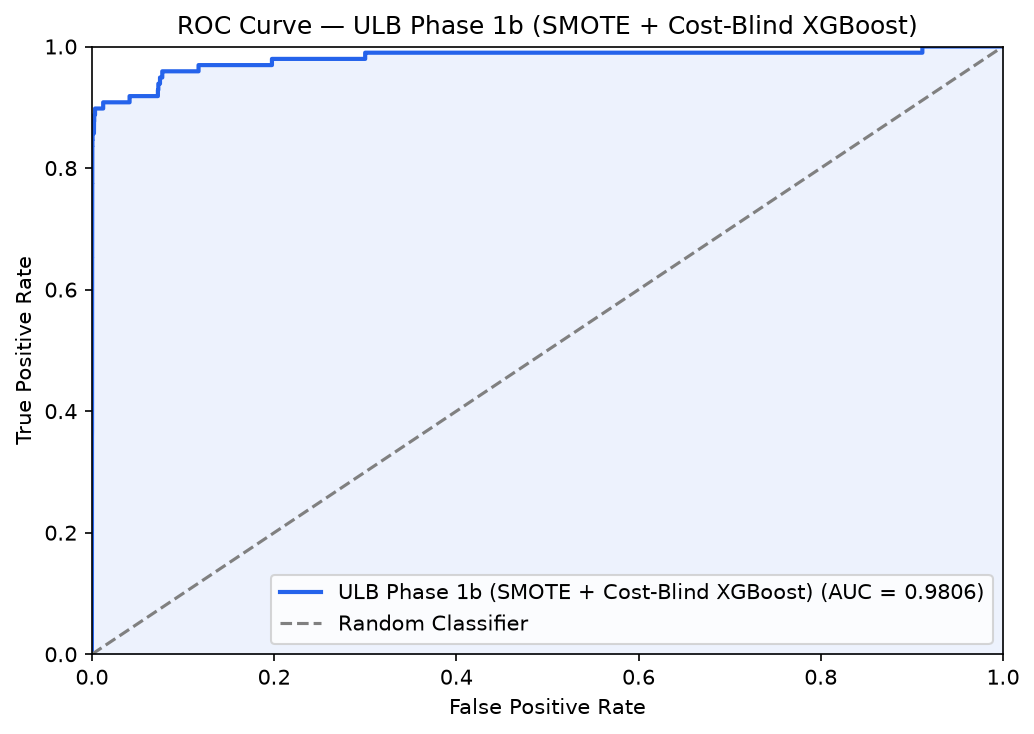 ROC Curve — ULB Phase 1b (SMOTE + Cost-Blind XGBoost)
True Positive Rate
1.0
0.8
0.6
0.4
0.2
0.0
ULB Phase 1b (SMOTE + Cost-Blind XGBoost) (AUC = 0.9806)
Random Classifier
0.0 0.2 0.4 0.6 0.8 1.0
False Positive Rate